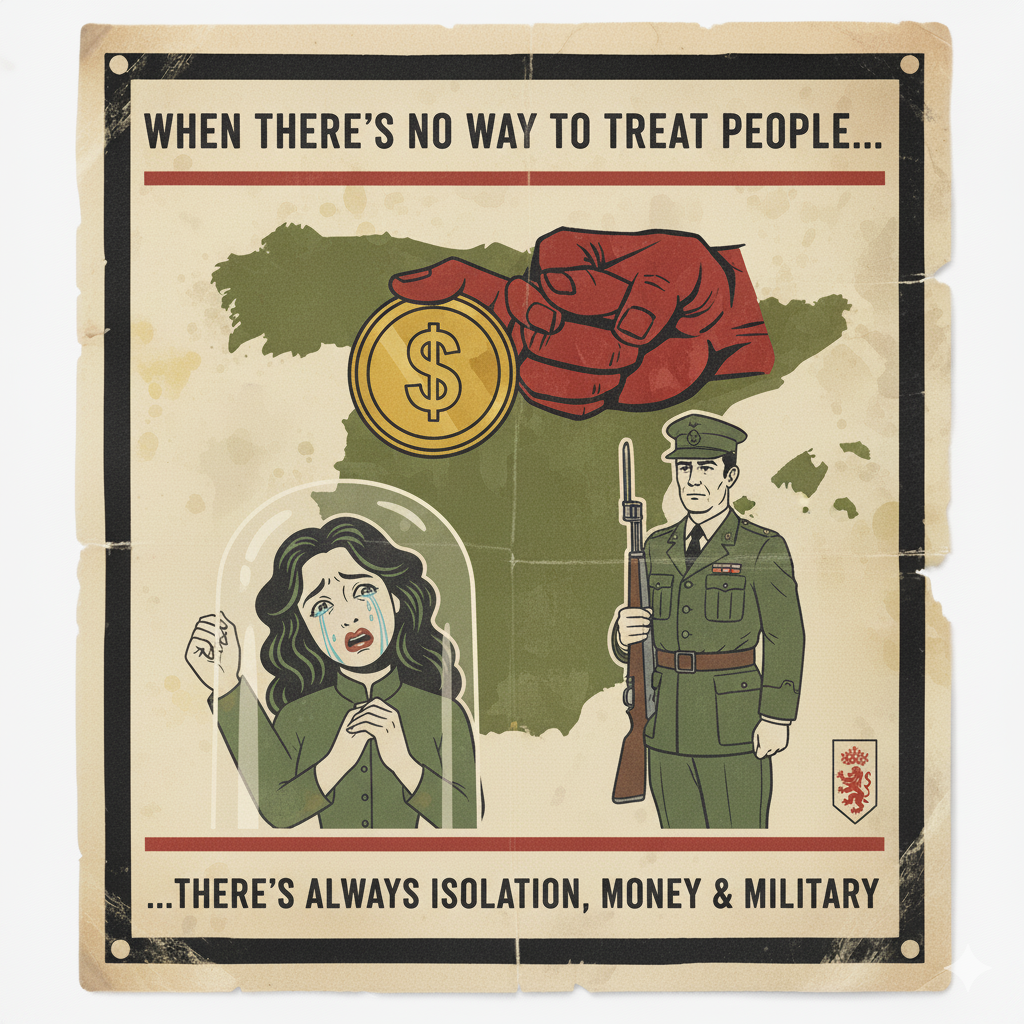 WHEN THERE'S NO WAY TO TREAT PEOPLE...
$
...THERE'S ALWAYS ISOLATION, MONEY & MILITARY